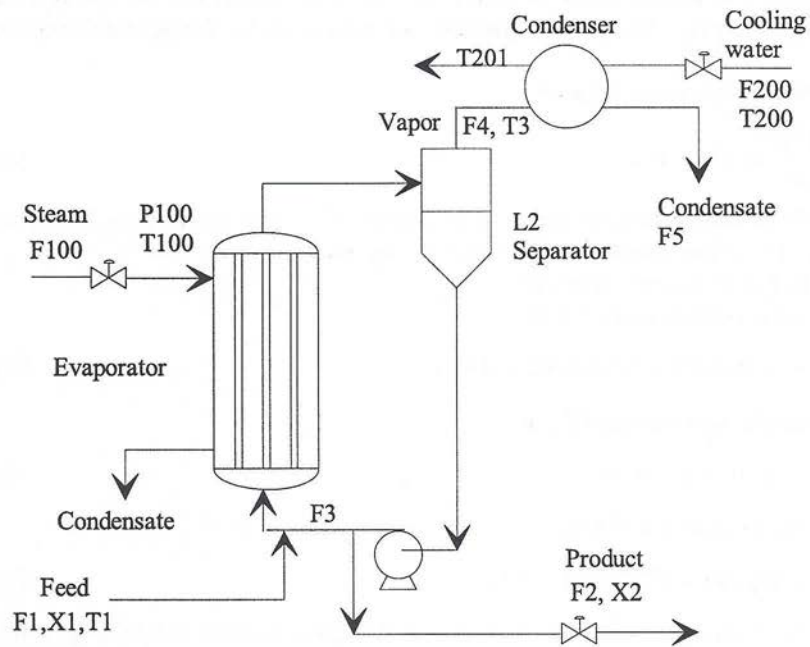 Condenser
Cooling
water
T201
F200
T200
Vapor
F4, T3
Steam
F100
P100
T100
L2
Separator
Condensate
F5
Evaporator
F3
Condensate
Product
F2, X2
Feed
F1,X1,T1